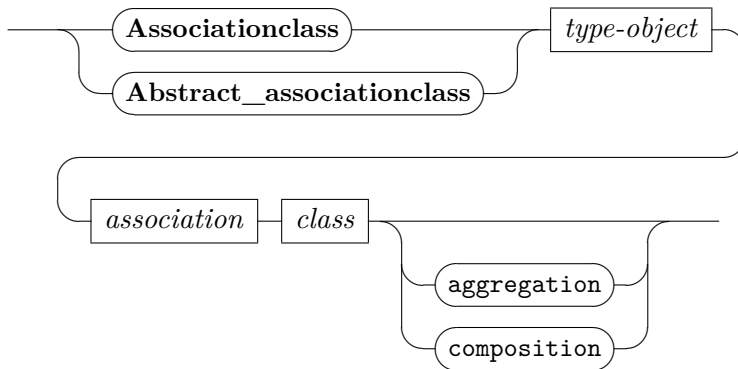 Associationclass type-object
Abstract_associationclass
association class
aggregation
composition